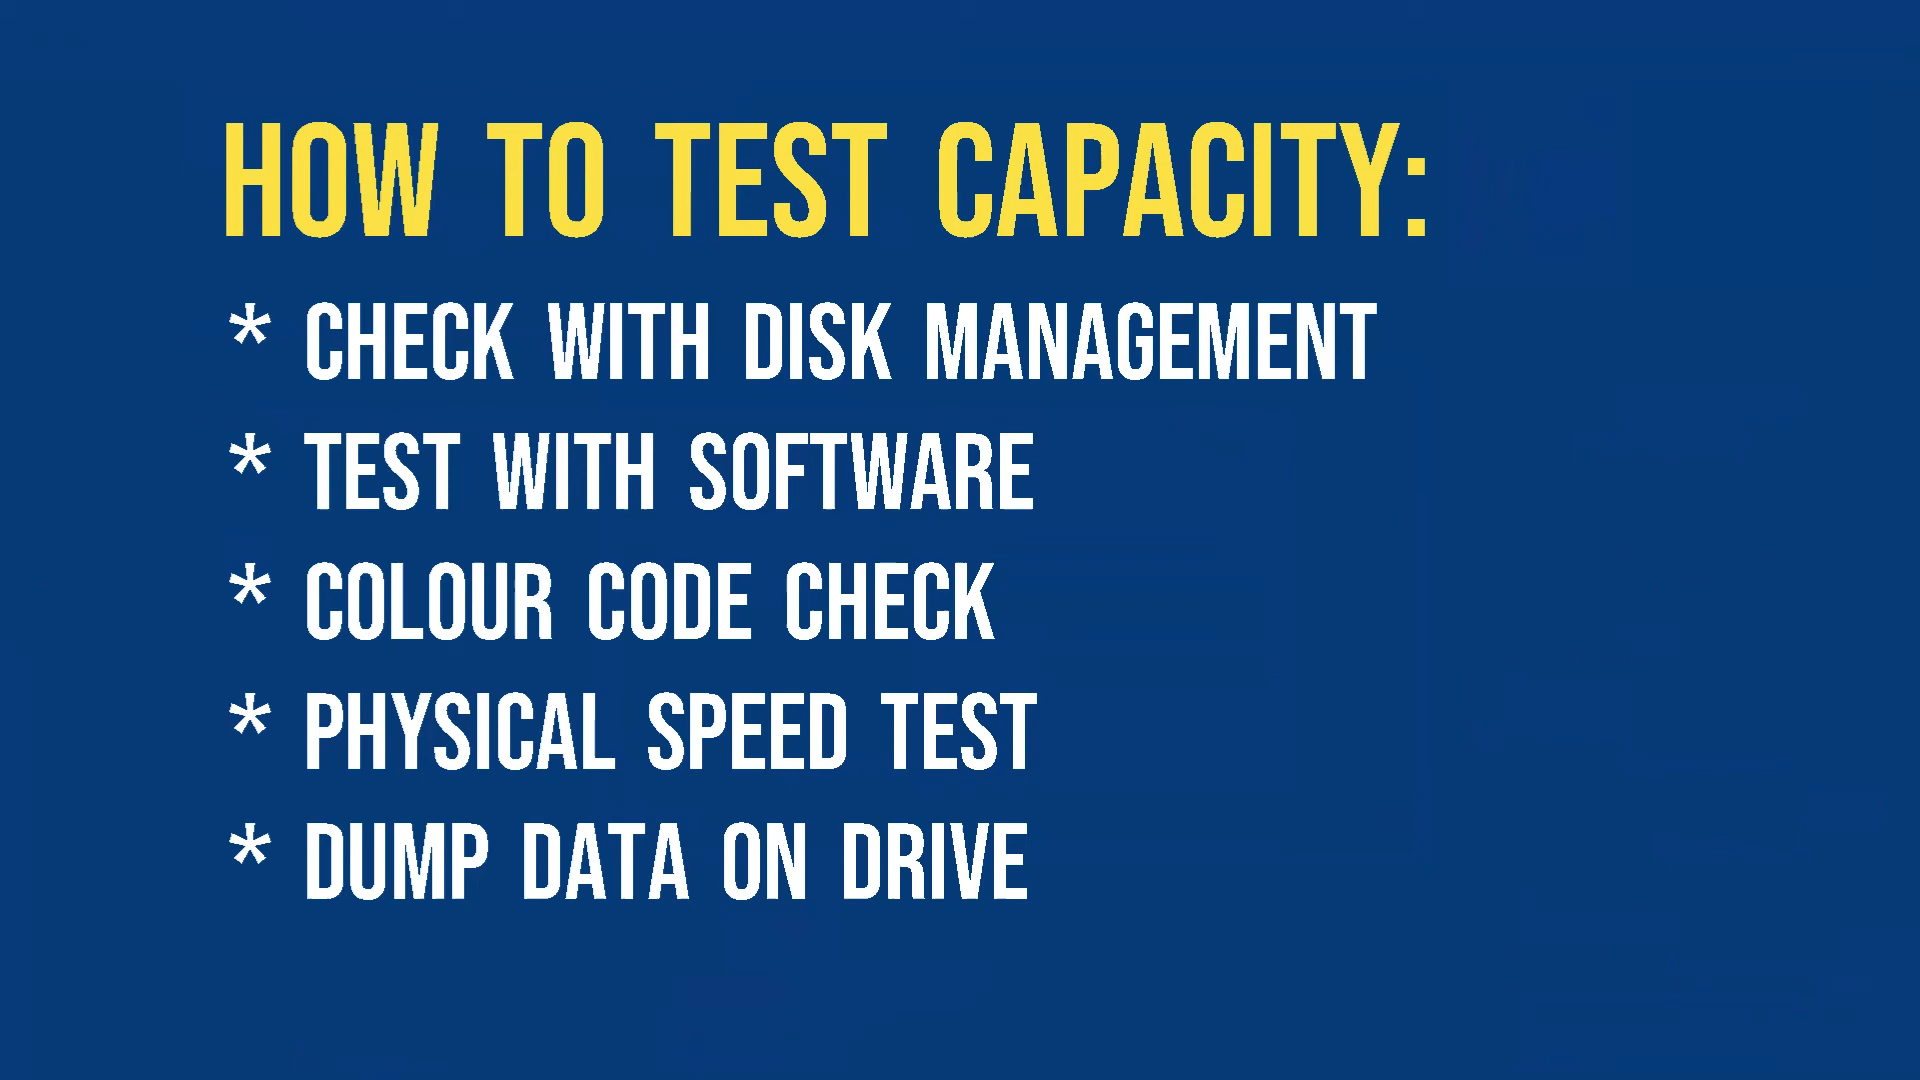 HOW TO TEST CAPACITY:
* CHECK WITH DISK MANAGEMENT
* TEST WITH SOFTWARE
* COLOUR CODE CHECK
* PHYSICAL SPEED TEST
* DUMP DATA ON DRIVE